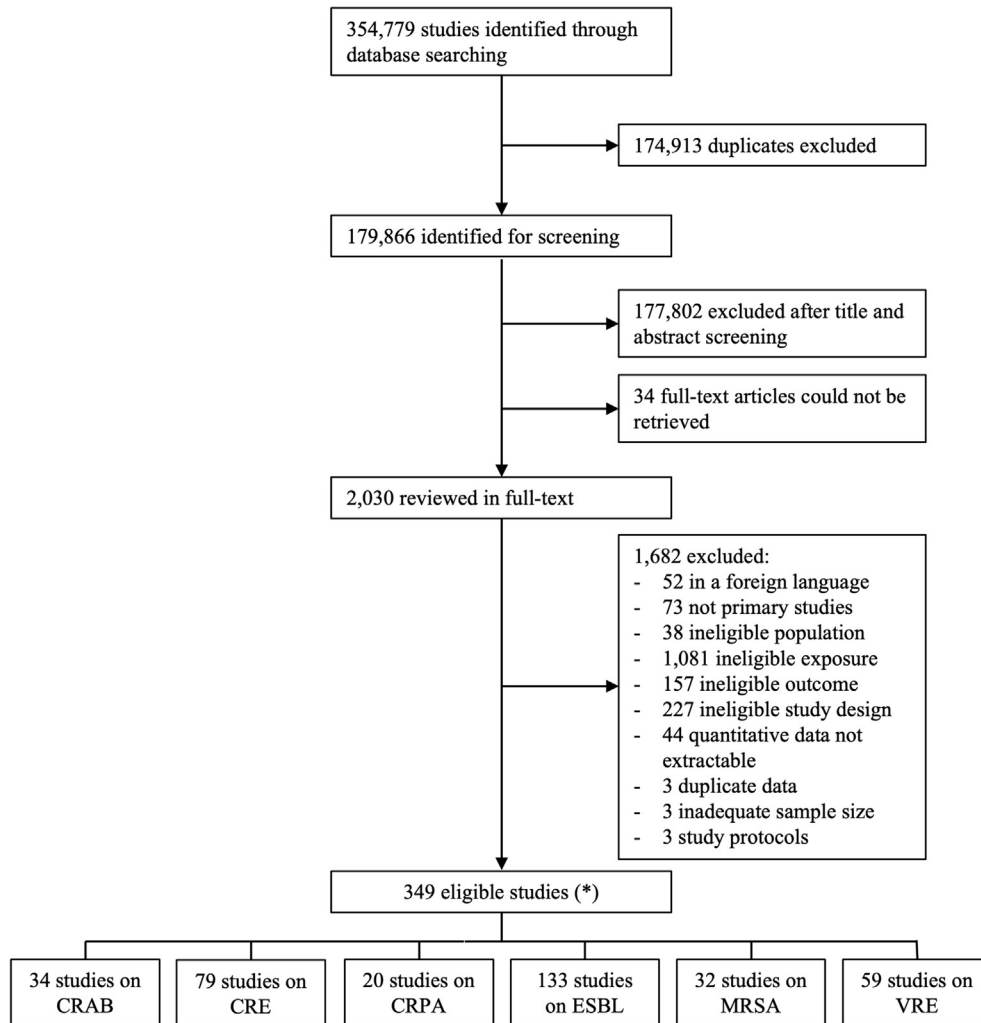 354,779 studies identified through
database searching
174,913 duplicates excluded
179,866 identified for screening
177,802 excluded after title and
abstract screening
34 full-text articles could not be
retrieved
2,030 reviewed in full-text
1,682 excluded:
- 52 in a foreign language
- 73 not primary studies
- 38 ineligible population
- 1,081 ineligible exposure
- 157 ineligible outcome
- 227 ineligible study design
- 44 quantitative data not
extractable
- 3 duplicate data
- 3 inadequate sample size
- 3 study protocols
349 eligible studies (*)
34 studies on
CRAB
79 studies on
CRE
20 studies on
CRPA
133 studies
on ESBL
32 studies on
MRSA
59 studies on
VRE